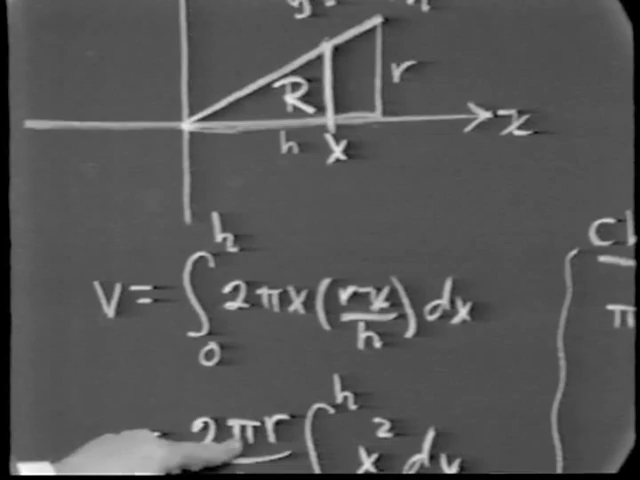 r
R
h x x
V = ∫₀ʰ 2πx (rx/h) dx
2πr ∫ʰ x² dx
π